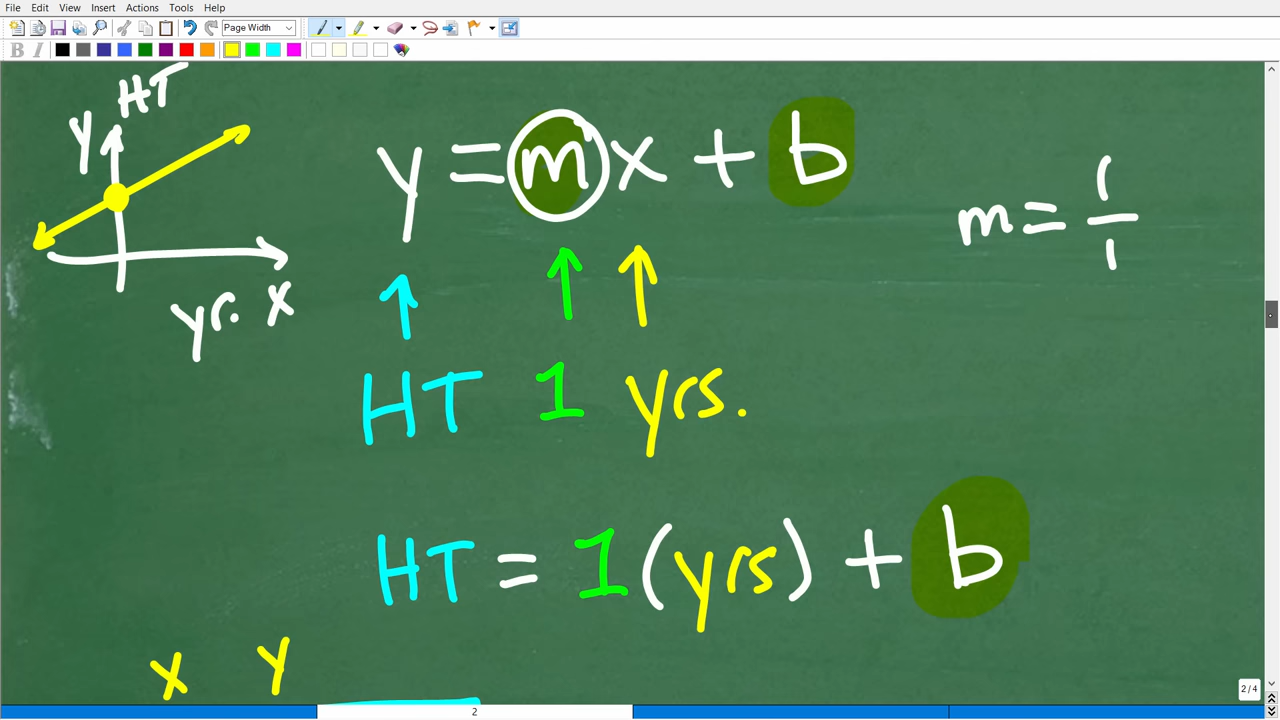 File Edit View Insert Actions Tools Help
Page Width
B I
HT
y
yr. x
y = mx + b
m = 1/1
HT 1 yrs.
HT = 1(yrs) + b
x y
2 / 4
2